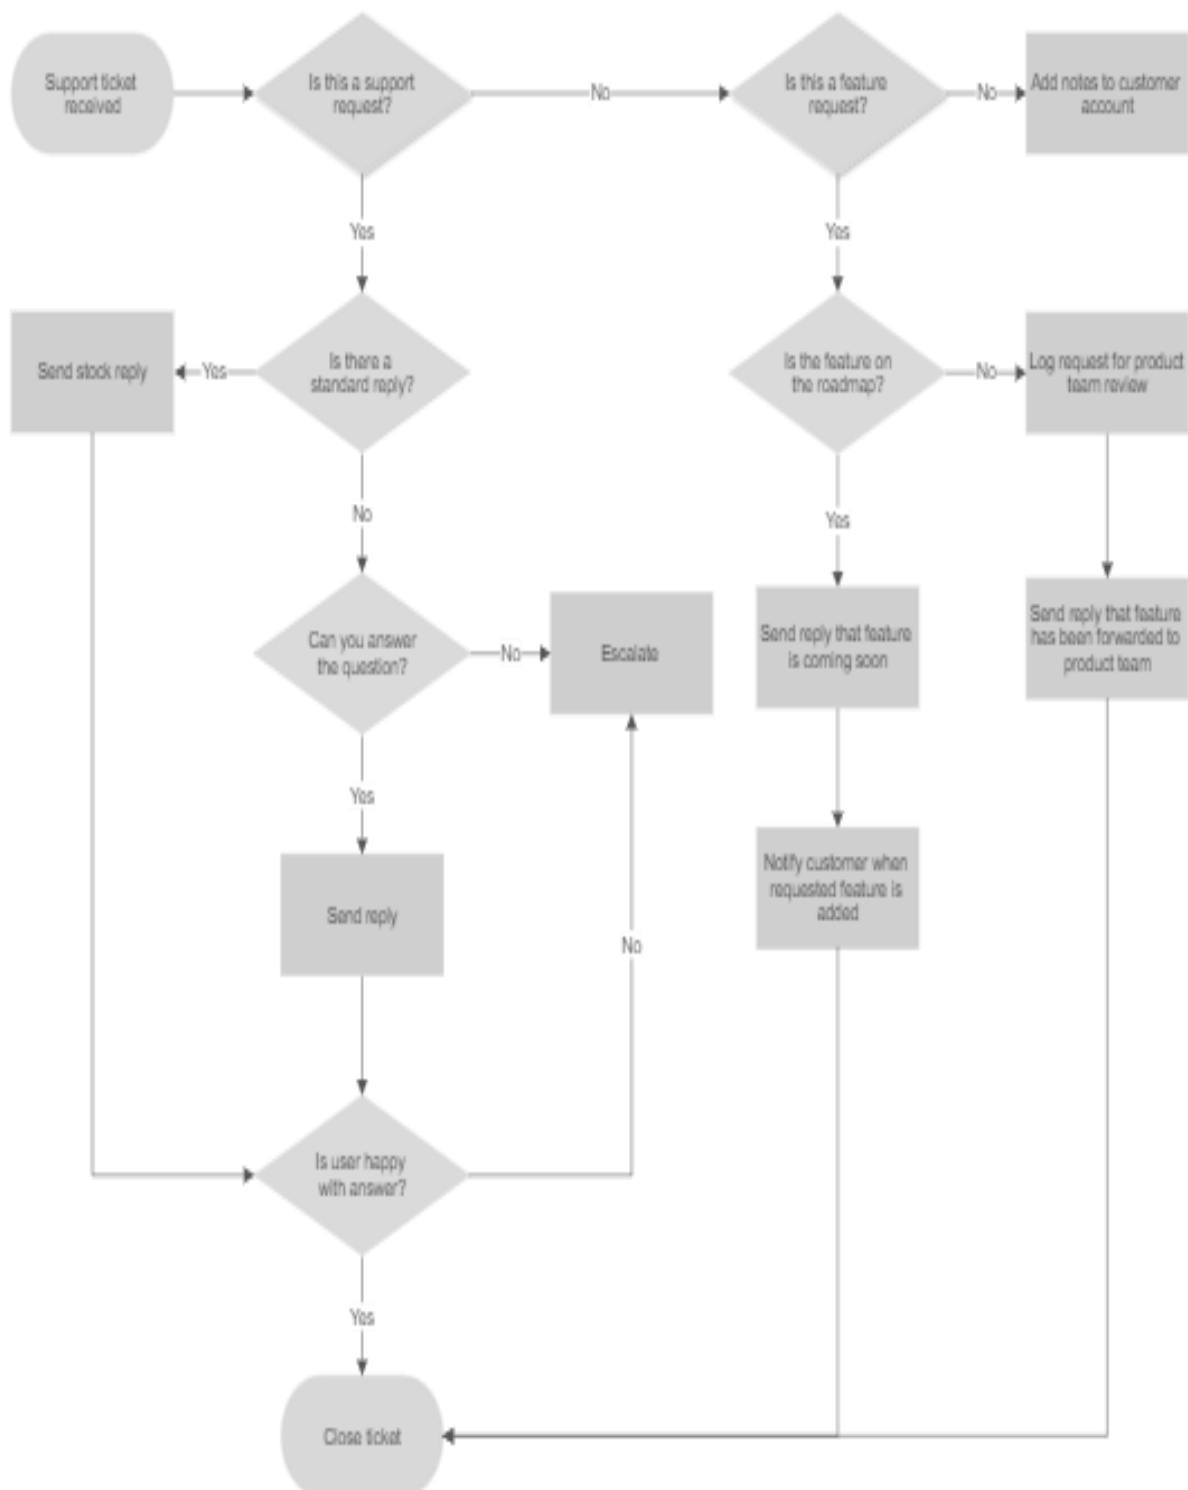 Support ticket
received
Is this a support
request?
No
Is this a feature
request?
No
Add notes to customer
account
Yes
Yes
Send stock reply
Yes
Is there a
standard reply?
Is the feature on
the roadmap?
No
Log request for product
team review
No
Yes
Can you answer
the question?
No
Escalate
Send reply that feature
is coming soon
Send reply that feature
has been forwarded to
product team
Yes
Send reply
Notify customer when
requested feature is
added
No
Is user happy
with answer?
Yes
Close ticket